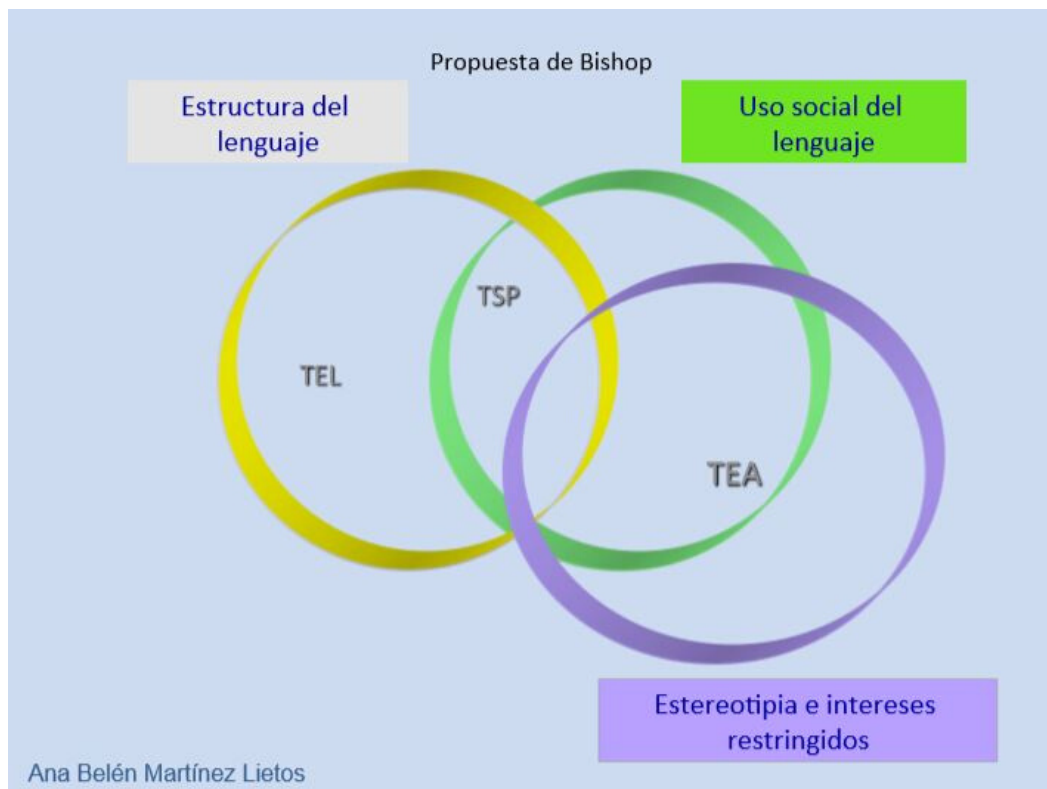 Propuesta de Bishop
Estructura del
lenguaje
Uso social del
lenguaje
TSP
TEL
TEA
Estereotipia e intereses
restringidos
Ana Belén Martínez Lietos